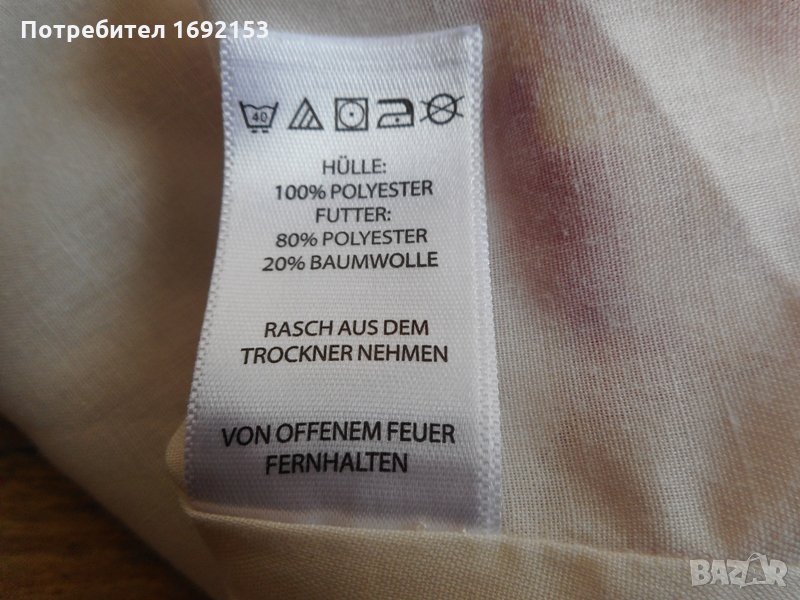 Потребител 1692153
40
HÜLLE:
100% POLYESTER
FUTTER:
80% POLYESTER
20% BAUMWOLLE
RASCH AUS DEM
TROCKNER NEHMEN
VON OFFENEM FEUER
FERNHALTEN
BAZAR